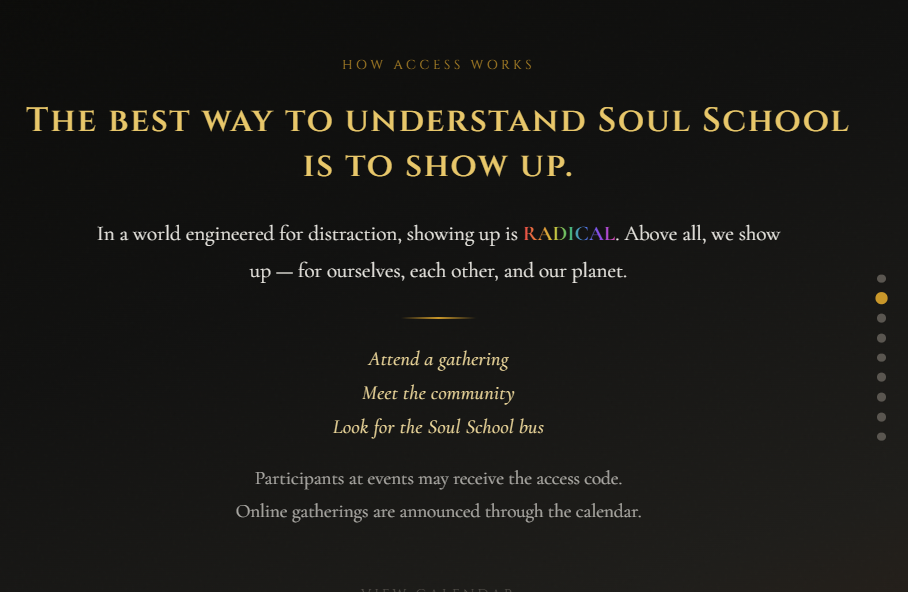 HOW ACCESS WORKS
The best way to understand Soul School
is to show up.
In a world engineered for distraction, showing up is RADICAL. Above all, we show
up — for ourselves, each other, and our planet.
Attend a gathering
Meet the community
Look for the Soul School bus
Participants at events may receive the access code.
Online gatherings are announced through the calendar.
VIEW CALENDAR